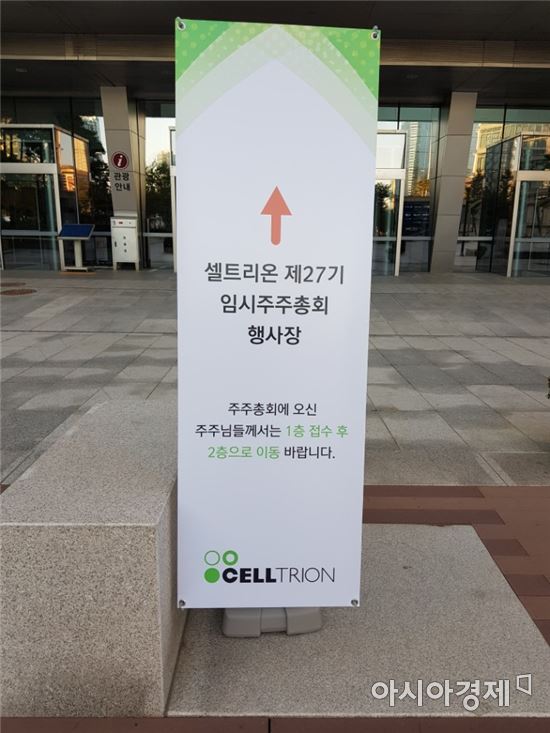 관광
안내
셀트리온 제27기
임시주주총회
행사장
주주총회에 오신
주주님들께서는 1층 접수 후
2층으로 이동 바랍니다.
CELLTRION
아시아경제